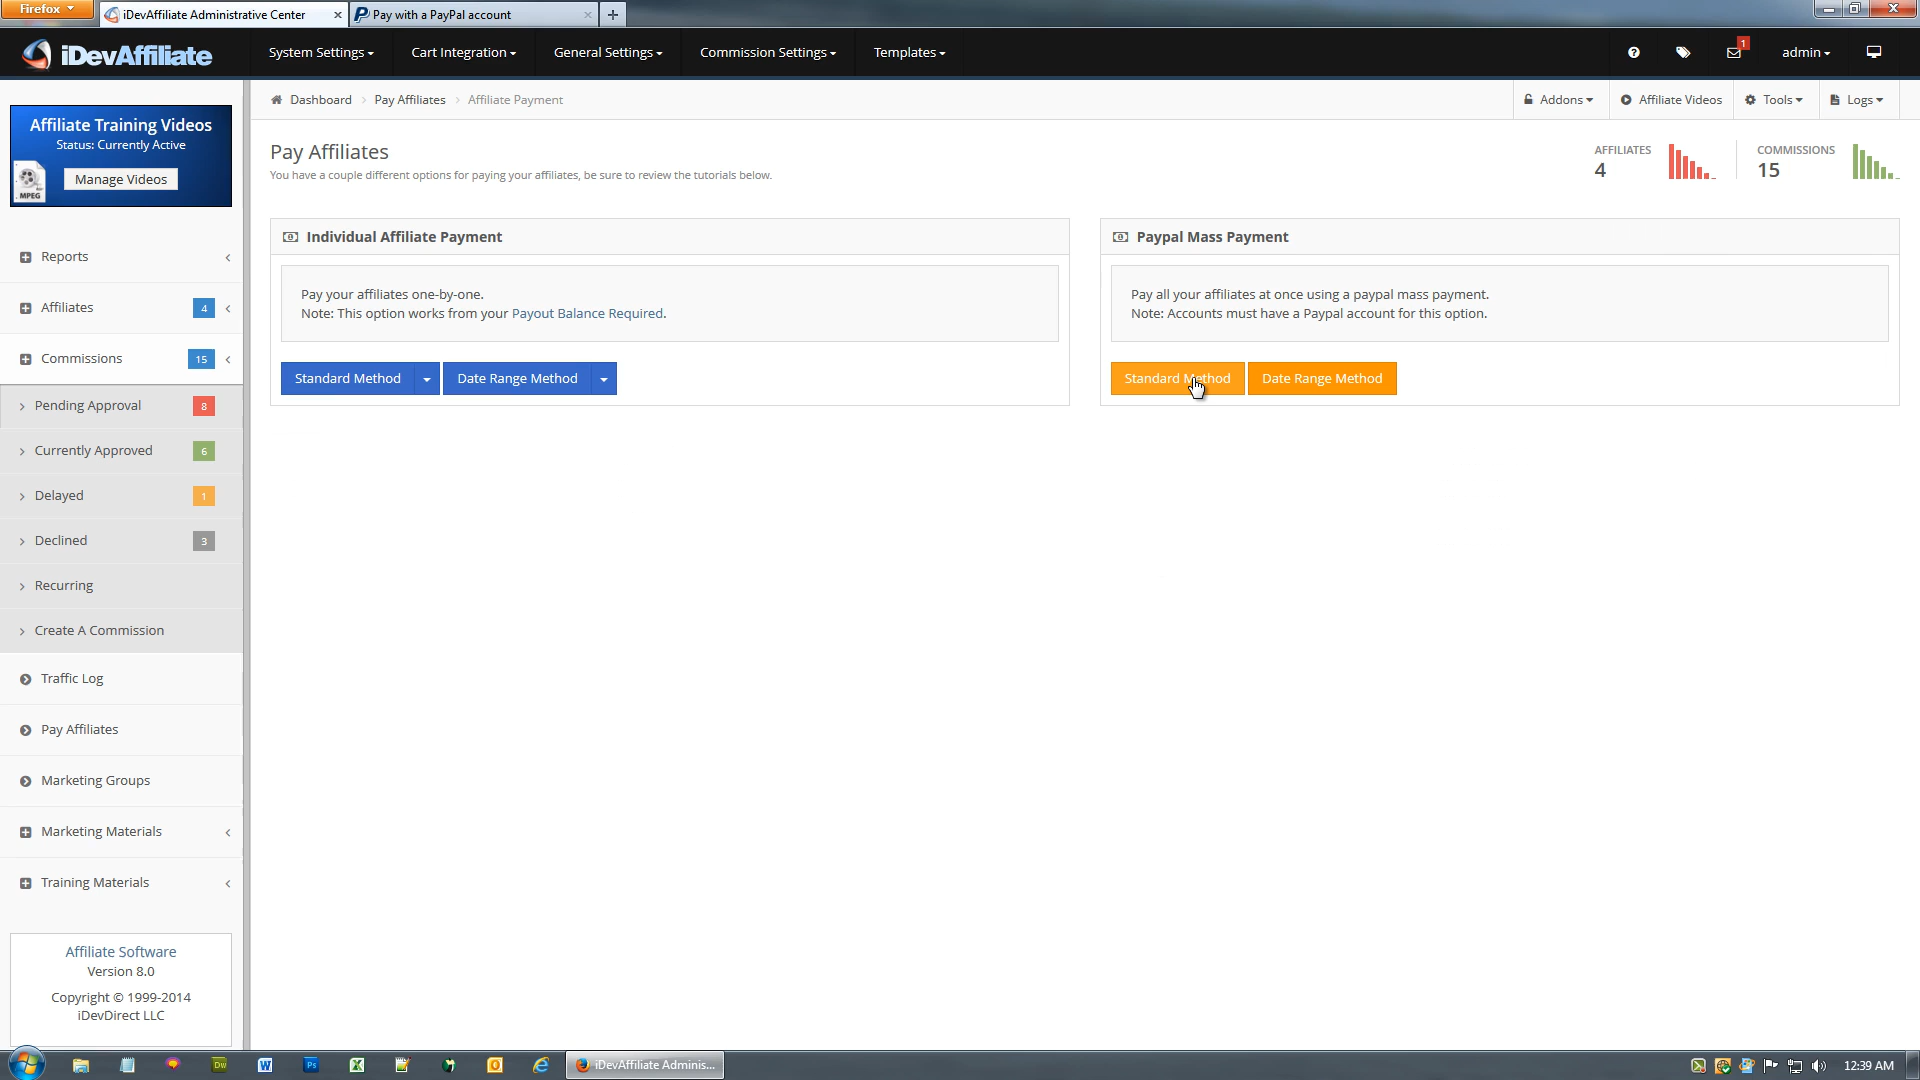 Firefox
iDevAffiliate Administrative Center
Pay with a PayPal account
iDevAffiliate
System Settings
Cart Integration
General Settings
Commission Settings
Templates
1
admin
Dashboard
Pay Affiliates
Affiliate Payment
Addons
Affiliate Videos
Tools
Logs
Affiliate Training Videos
Status: Currently Active
Manage Videos
MPEG
Pay Affiliates
You have a couple different options for paying your affiliates, be sure to review the tutorials below.
AFFILIATES
4
COMMISSIONS
15
Reports
Affiliates 4
Commissions 15
Pending Approval 8
Currently Approved 6
Delayed 1
Declined 3
Recurring
Create A Commission
Traffic Log
Pay Affiliates
Marketing Groups
Marketing Materials
Training Materials
Individual Affiliate Payment
Pay your affiliates one-by-one.
Note: This option works from your Payout Balance Required.
Standard Method
Date Range Method
Paypal Mass Payment
Pay all your affiliates at once using a paypal mass payment.
Note: Accounts must have a Paypal account for this option.
Standard Method
Date Range Method
Affiliate Software
Version 8.0
Copyright © 1999-2014
iDevDirect LLC
Dw
W
Ps
X
iDevAffiliate Adminis...
12:39 AM